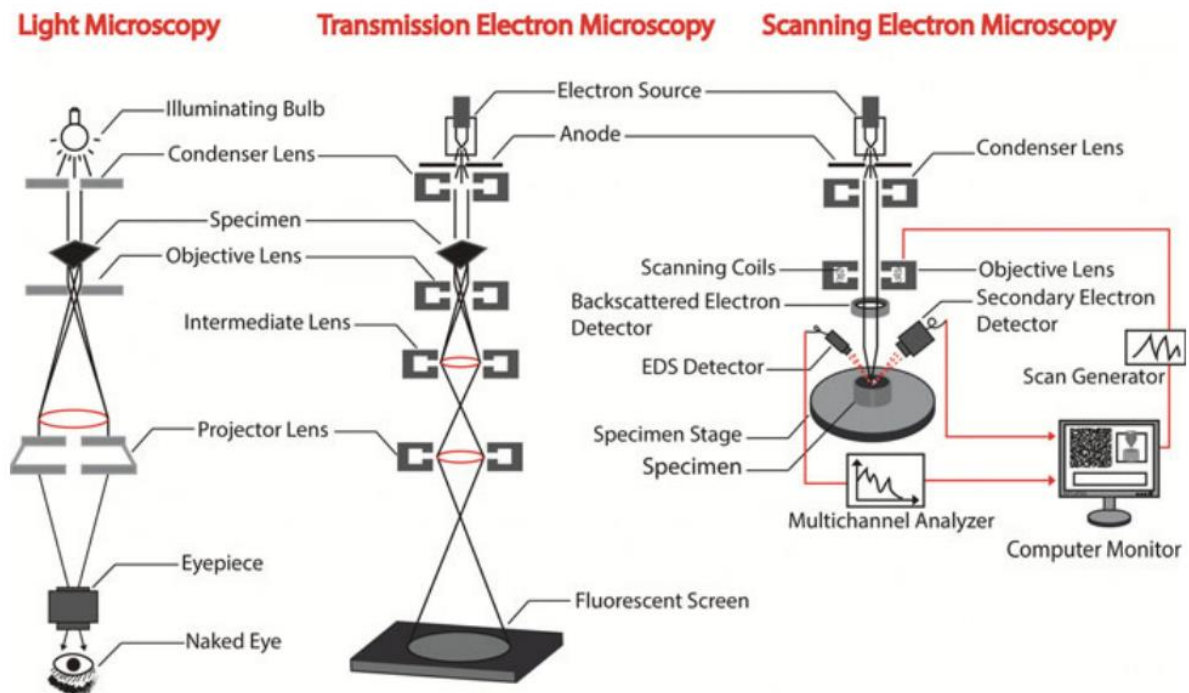 Light Microscopy
Transmission Electron Microscopy
Scanning Electron Microscopy
Illuminating Bulb
Condenser Lens
Specimen
Objective Lens
Intermediate Lens
Projector Lens
Eyepiece
Naked Eye
Fluorescent Screen
Electron Source
Anode
Condenser Lens
Scanning Coils
Objective Lens
Backscattered Electron
Detector
Secondary Electron
Detector
EDS Detector
Scan Generator
Specimen Stage
Specimen
Multichannel Analyzer
Computer Monitor